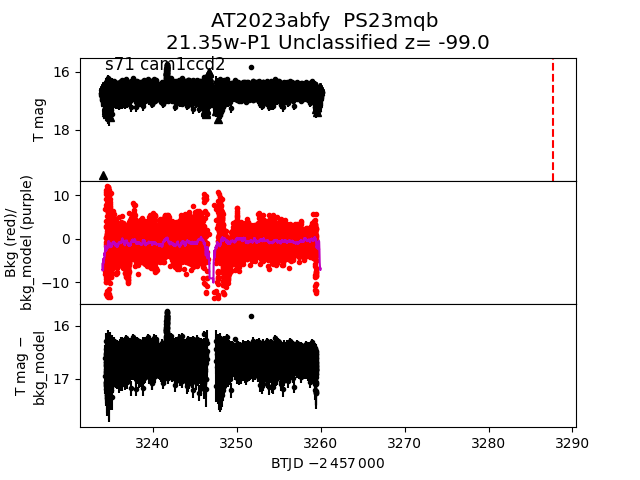 AT2023abfy  PS23mqb
21.35w-P1 Unclassified z= -99.0
s71 cam1ccd2
16
18
T mag
10
0
−10
Bkg (red)/
bkg_model (purple)
16
17
T mag −
bkg_model
3240
3250
3260
3270
3280
3290
BTJD −2 457 000